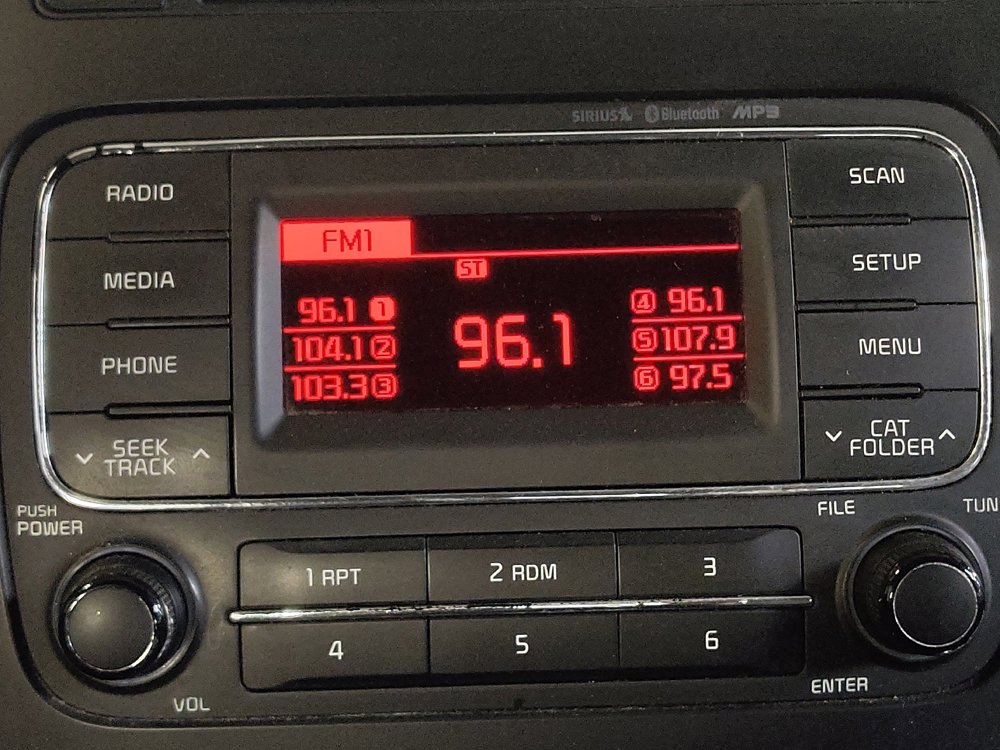 SIRIUS Bluetooth MP3
RADIO
MEDIA
PHONE
SEEK
TRACK
FM1
ST
96.1 1
104.1 2
103.3 3
96.1
4 96.1
5 107.9
6 97.5
SCAN
SETUP
MENU
CAT
FOLDER
PUSH
POWER
VOL
1 RPT
2 RDM
3
4
5
6
FILE
TUN
ENTER